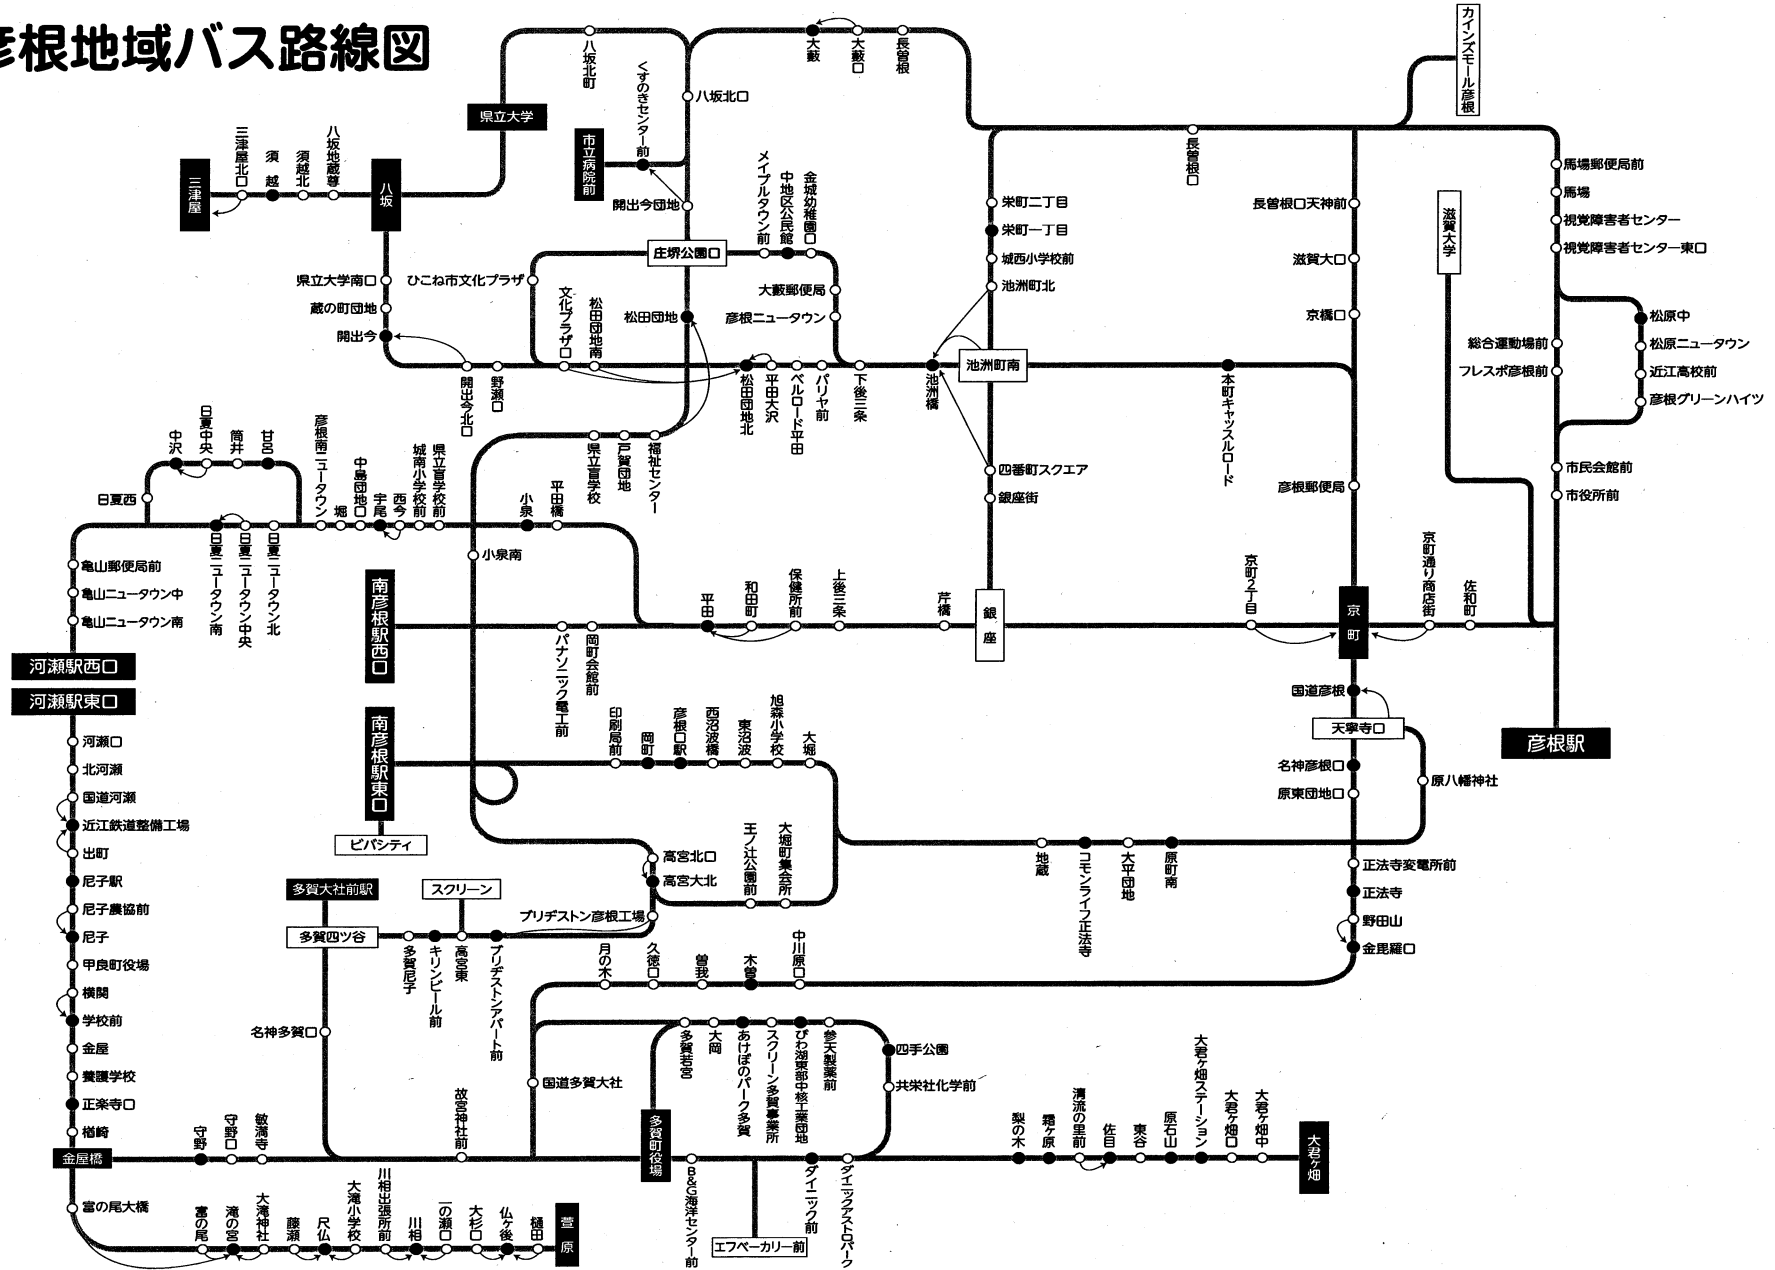 彦根地域バス路線図
カインズモール彦根
大藪
大藪口
長曽根
八坂北町
くすのきセンター前
八坂北口
県立大学
市立病院前
開出今団地
三津屋
三津屋北口
須越
須越北
八坂地蔵尊
八坂
長曽根口
馬場郵便局前
馬場
視覚障害者センター
視覚障害者センター東口
滋賀大学
メイプルタウン前
中地区公民館
金城幼稚園口
栄町二丁目
栄町一丁目
城西小学校前
池洲町北
長曽根口天神前
滋賀大口
京橋口
庄堺公園口
県立大学南口
蔵の町団地
開出今
ひこね市文化プラザ
文化プラザ口
松田団地南
松田団地
大藪郵便局
彦根ニュータウン
総合運動場前
フレスポ彦根前
松原中
松原ニュータウン
近江高校前
彦根グリーンハイツ
開出今北口
野瀬口
松田団地北
平田大沢
ベルロード平田
パリヤ前
下後三条
池洲橋
池洲町南
本町キャッスルロード
県立盲学校
戸賀団地
福祉センター
四番町スクエア
銀座街
彦根郵便局
市民会館前
市役所前
中沢
日夏中央
筒井
甘呂
日夏西
彦根南ニュータウン
堀
中島団地口
宇尾
西今
城南小学校前
県立盲学校前
小泉
平田橋
日夏ニュータウン南
日夏ニュータウン中央
日夏ニュータウン北
小泉南
亀山郵便局前
亀山ニュータウン中
亀山ニュータウン南
河瀬駅西口
河瀬駅東口
南彦根駅西口
パナソニック電工前
岡町会館前
平田
和田町
保健所前
上後三条
芹橋
銀座
京町2丁目
京町
京町通り商店街
佐和町
国道彦根
天寧寺口
名神彦根口
原東団地口
原八幡神社
彦根駅
南彦根駅東口
ビバシティ
印刷局前
岡町
彦根口駅
西沼波橋
東沼波
旭森小学校
大堀
河瀬口
北河瀬
国道河瀬
近江鉄道整備工場
出町
尼子駅
尼子農協前
尼子
甲良町役場
横関
学校前
金屋
養護学校
正楽寺口
楢崎
金屋橋
富の尾大橋
高宮北口
高宮大北
ブリヂストン彦根工場
王ノ辻公園前
大堀町集会所
地蔵
コモンライフ正法寺
大平団地
原町南
正法寺変電所前
正法寺
野田山
金毘羅口
多賀大社前駅
スクリーン
多賀四ツ谷
多賀尼子
キリンビール前
高宮東
ブリヂストンアパート前
月の木
久徳口
曽我
木曽
中川原口
名神多賀口
国道多賀大社
多賀若宮
大岡
あけぼのパーク多賀
スクリーン多賀事業所
びわ湖東部中核工業団地
参天製薬前
四手公園
共栄社化学前
守野
守野口
敏満寺
故宮神社前
多賀町役場
B&G海洋センター前
エフベーカリー前
ダイニック前
ダイニックアストロパーク
梨の木
霜ヶ原
清流の里前
佐目
東谷
原石山
大君ヶ畑ステーション
大君ヶ畑口
大君ヶ畑中
大君ヶ畑
富の尾
滝の宮
大滝神社
藤瀬
尺仏
大滝小学校
川相出張所前
川相
一の瀬口
大杉口
仏ヶ後
樋田
萱原